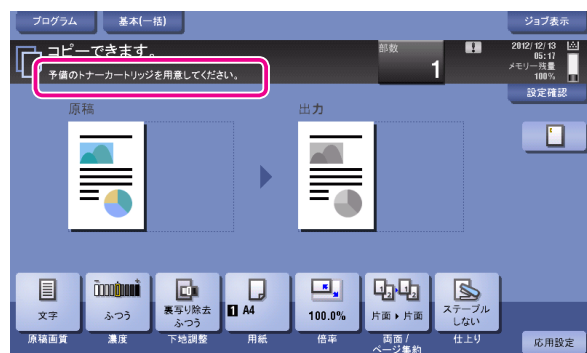 プログラム
基本(一括)
ジョブ表示
コピーできます。
予備のトナーカートリッジを用意してください。
部数
1
2012/12/13
05:17
メモリー残量
100%
設定確認
原稿
出力
文字
ふつう
裏写り除去
ふつう
1 A4
100.0%
1 2 1 2
片面 ▸ 片面
ステープル
しない
原稿画質
濃度
下地調整
用紙
倍率
両面 /
ページ集約
仕上り
応用設定